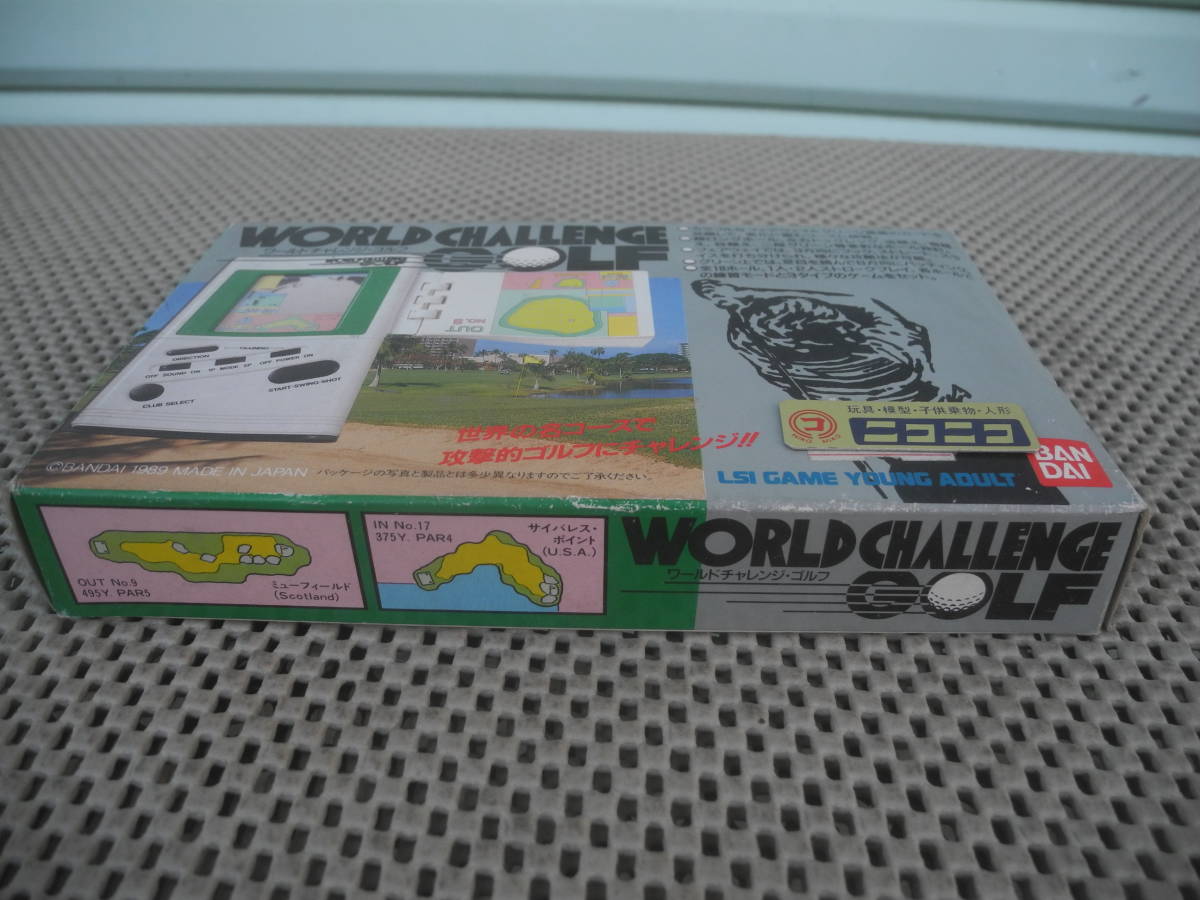 WORLD CHALLENGE
GOLF
ワールドチャレンジ・ゴルフ
WORLD CHALLENGE
GOLF
OUT
NO.9
DIRECTION
TRAINING
OFF SOUND ON
MODE
OFF POWER ON
CLUB SELECT
START・SWING・SHOT
世界の名コースで
攻撃的ゴルフにチャレンジ!!
©BANDAI 1989 MADE IN JAPAN
パッケージの写真と製品とは多少異なりますのでご了承ください。
玩具・模型・子供乗物・人形
コ
ニコニコ
LSI GAME YOUNG ADULT
BAN
DAI
OUT No.9
495Y. PAR5
ミューフィールド
(Scotland)
IN No.17
375Y. PAR4
サイパレス・
ポイント
(U.S.A.)
WORLD CHALLENGE
ワールドチャレンジ・ゴルフ
GOLF